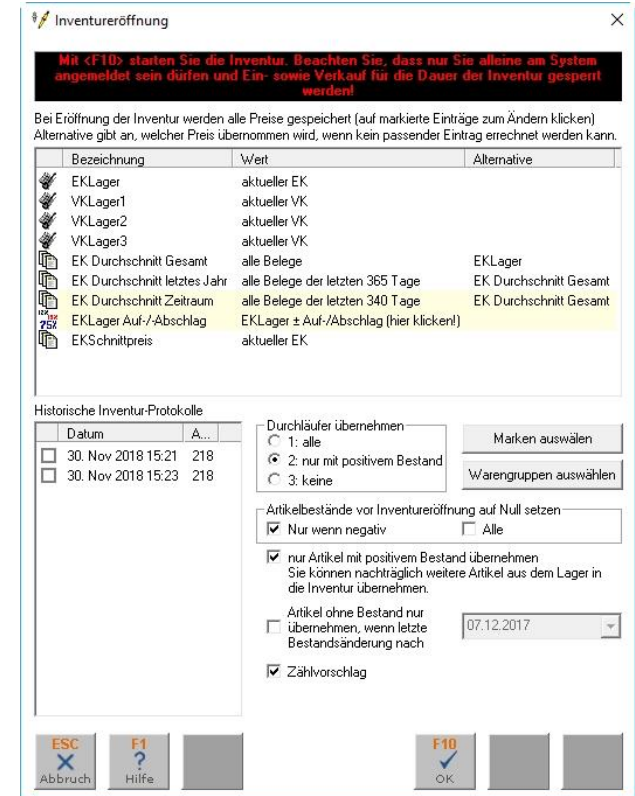 Inventureröffnung
Mit <F10> starten Sie die Inventur. Beachten Sie, dass nur Sie alleine am System
angemeldet sein dürfen und Ein- sowie Verkauf für die Dauer der Inventur gesperrt
werden!
Bei Eröffnung der Inventur werden alle Preise gespeichert (auf markierte Einträge zum Ändern klicken)
Alternative gibt an, welcher Preis übernommen wird, wenn kein passender Eintrag errechnet werden kann.
Bezeichnung Wert Alternative
EKLager aktueller EK
VKLager1 aktueller VK
VKLager2 aktueller VK
VKLager3 aktueller VK
EK Durchschnitt Gesamt alle Belege EKLager
EK Durchschnitt letztes Jahr alle Belege der letzten 365 Tage EK Durchschnitt Gesamt
EK Durchschnitt Zeitraum alle Belege der letzten 340 Tage EK Durchschnitt Gesamt
EKLager Auf-/-Abschlag EKLager ± Auf-/Abschlag (hier klicken!)
EKSchnittpreis aktueller EK
Historische Inventur-Protokolle
Datum A...
30. Nov 2018 15:21 218
30. Nov 2018 15:23 218
Durchläufer übernehmen
1: alle
2: nur mit positivem Bestand
3: keine
Marken auswälen
Warengruppen auswählen
Artikelbestände vor Inventureröffnung auf Null setzen
Nur wenn negativ Alle
nur Artikel mit positivem Bestand übernehmen
Sie können nachträglich weitere Artikel aus dem Lager in
die Inventur übernehmen.
Artikel ohne Bestand nur
übernehmen, wenn letzte
Bestandsänderung nach
07.12.2017
Zählvorschlag
ESC F1 F10
?
Abbruch Hilfe OK